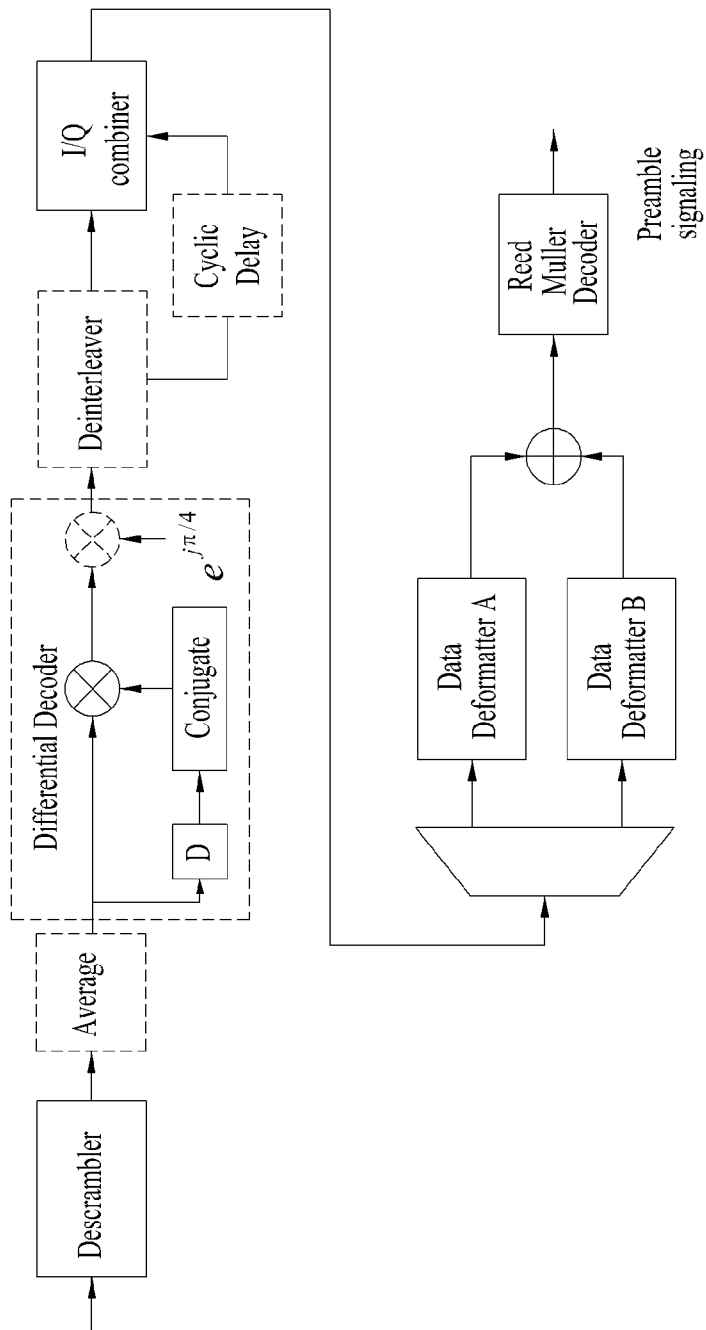 Descrambler
Average
Differential Decoder
D
Conjugate
e^{jπ/4}
Deinterleaver
Cyclic
Delay
I/Q
combiner
Data
Deformatter A
Data
Deformatter B
Reed
Muller
Decoder
Preamble
signaling